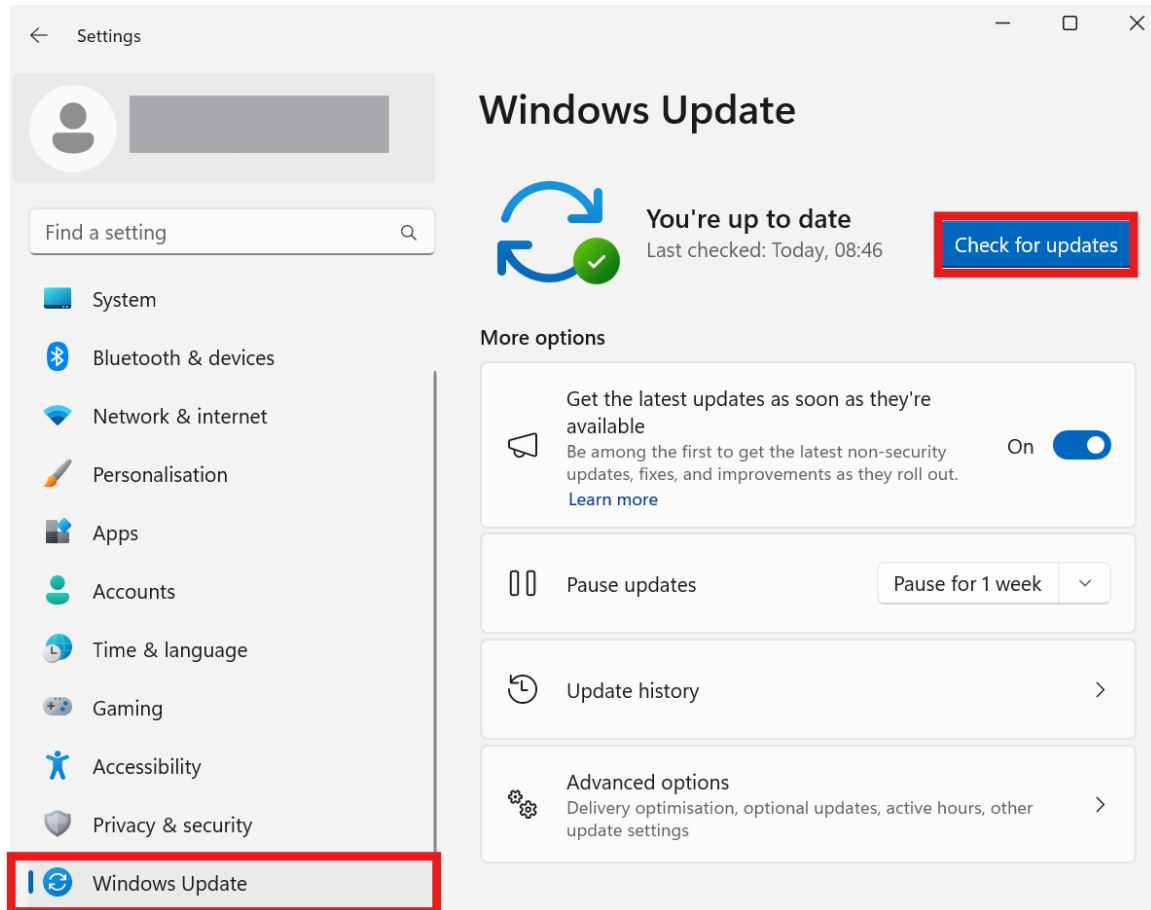 Settings
Find a setting
System
Bluetooth & devices
Network & internet
Personalisation
Apps
Accounts
Time & language
Gaming
Accessibility
Privacy & security
Windows Update
Windows Update
You're up to date
Last checked: Today, 08:46
Check for updates
More options
Get the latest updates as soon as they're
available
Be among the first to get the latest non-security
updates, fixes, and improvements as they roll out.
Learn more
On
Pause updates
Pause for 1 week
Update history
Advanced options
Delivery optimisation, optional updates, active hours, other
update settings